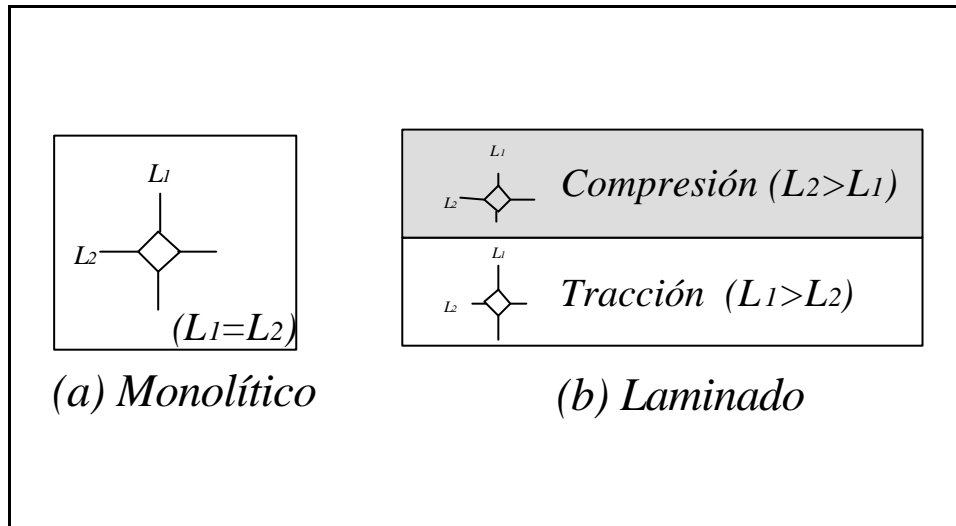 L1
L2
(L1=L2)
(a) Monolítico
L1
L2
Compresión (L2>L1)
L1
L2
Tracción (L1>L2)
(b) Laminado